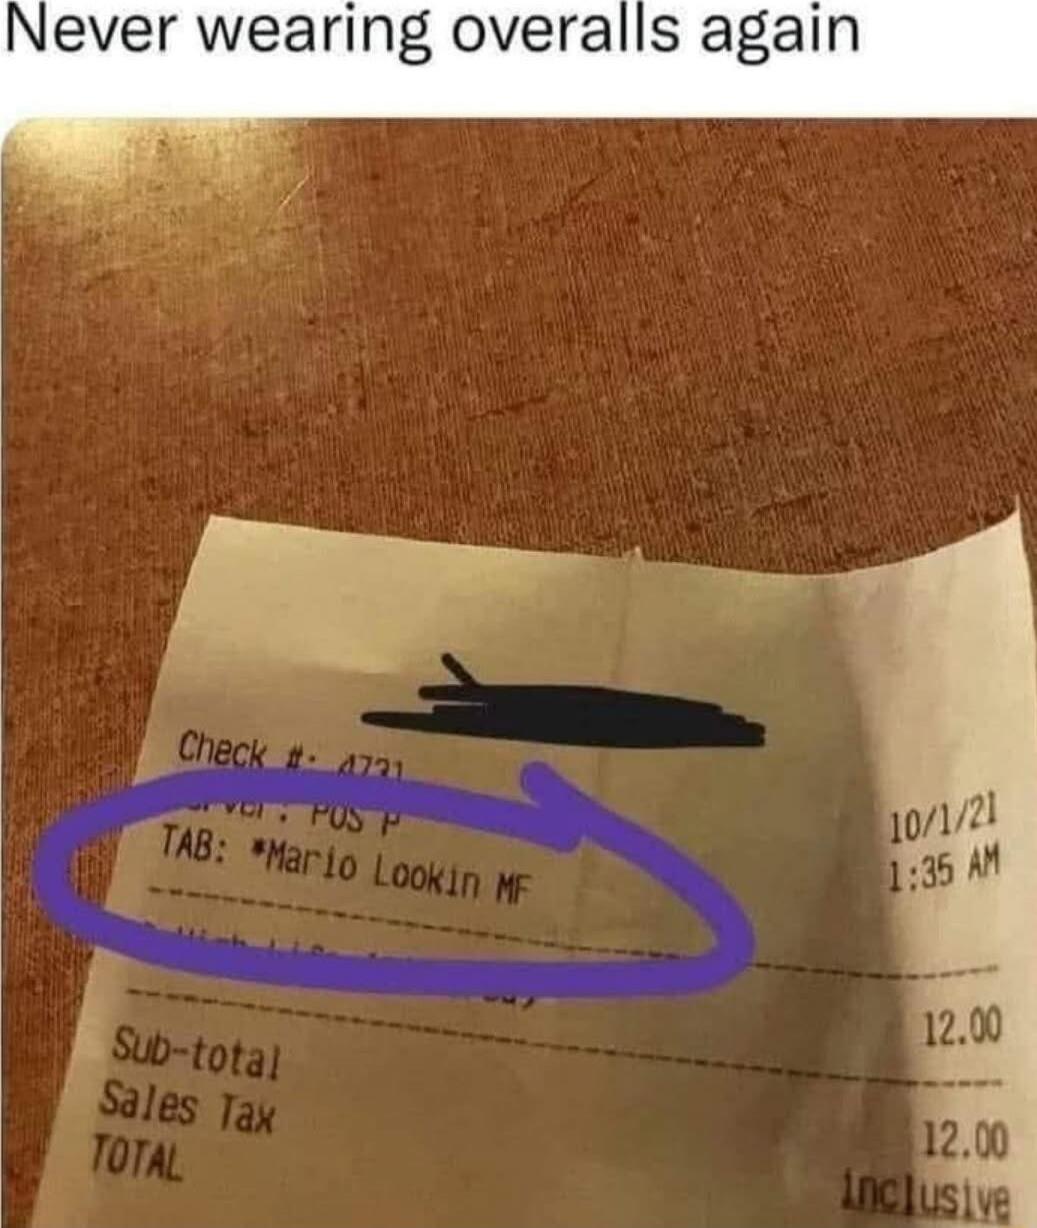 Never wearing overalls again
Check #: 4731
10/1/21
POS P
1:35 AM
TAB: *Mario Lookin MF
12.00
Sub-total
12.00
Sales Tax
inclusive
TOTAL